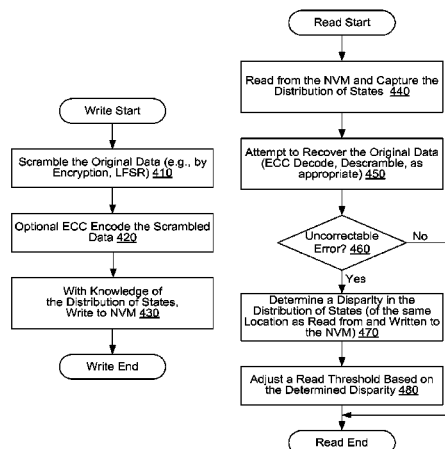 Write Start
Scramble the Original Data (e.g., by
Encryption, LFSR) 410
Optional ECC Encode the Scrambled
Data 420
With Knowledge of
the Distribution of States,
Write to NVM 430
Write End
Read Start
Read from the NVM and Capture the
Distribution of States 440
Attempt to Recover the Original Data
(ECC Decode, Descramble, as
appropriate) 450
Uncorrectable
Error? 460
No
Yes
Determine a Disparity in the
Distribution of States (of the same
Location as Read from and Written to
the NVM) 470
Adjust a Read Threshold Based on
the Determined Disparity 480
Read End